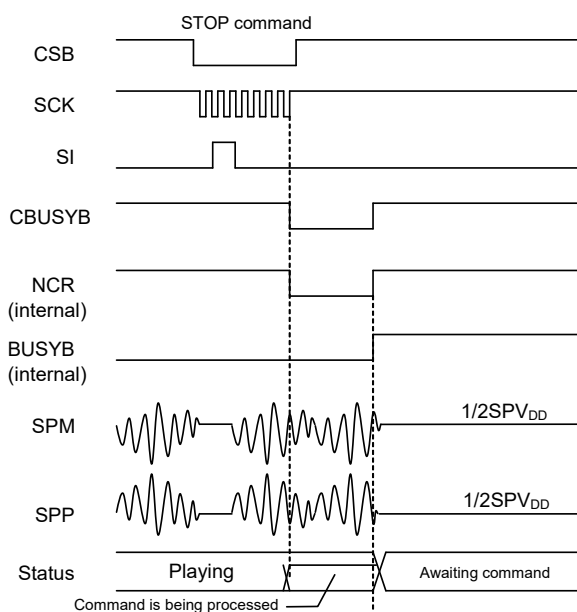 STOP command
CSB
SCK
SI
CBUSYB
NCR
(internal)
BUSYB
(internal)
SPM
1/2SPVDD
SPP
1/2SPVDD
Status
Playing
Awaiting command
Command is being processed